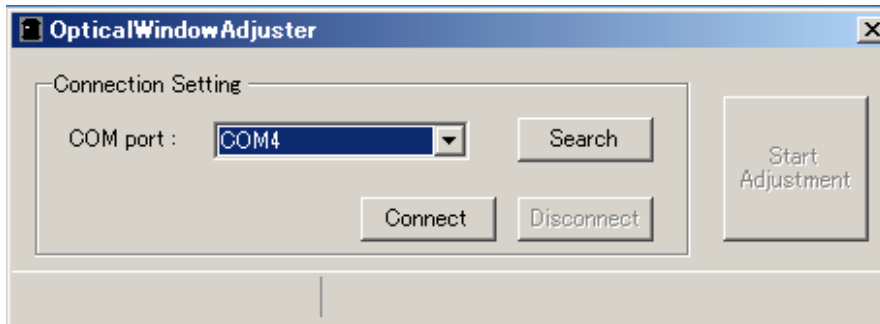 OpticalWindowAdjuster
Connection Setting
COM port :
COM4
Search
Connect
Disconnect
Start
Adjustment